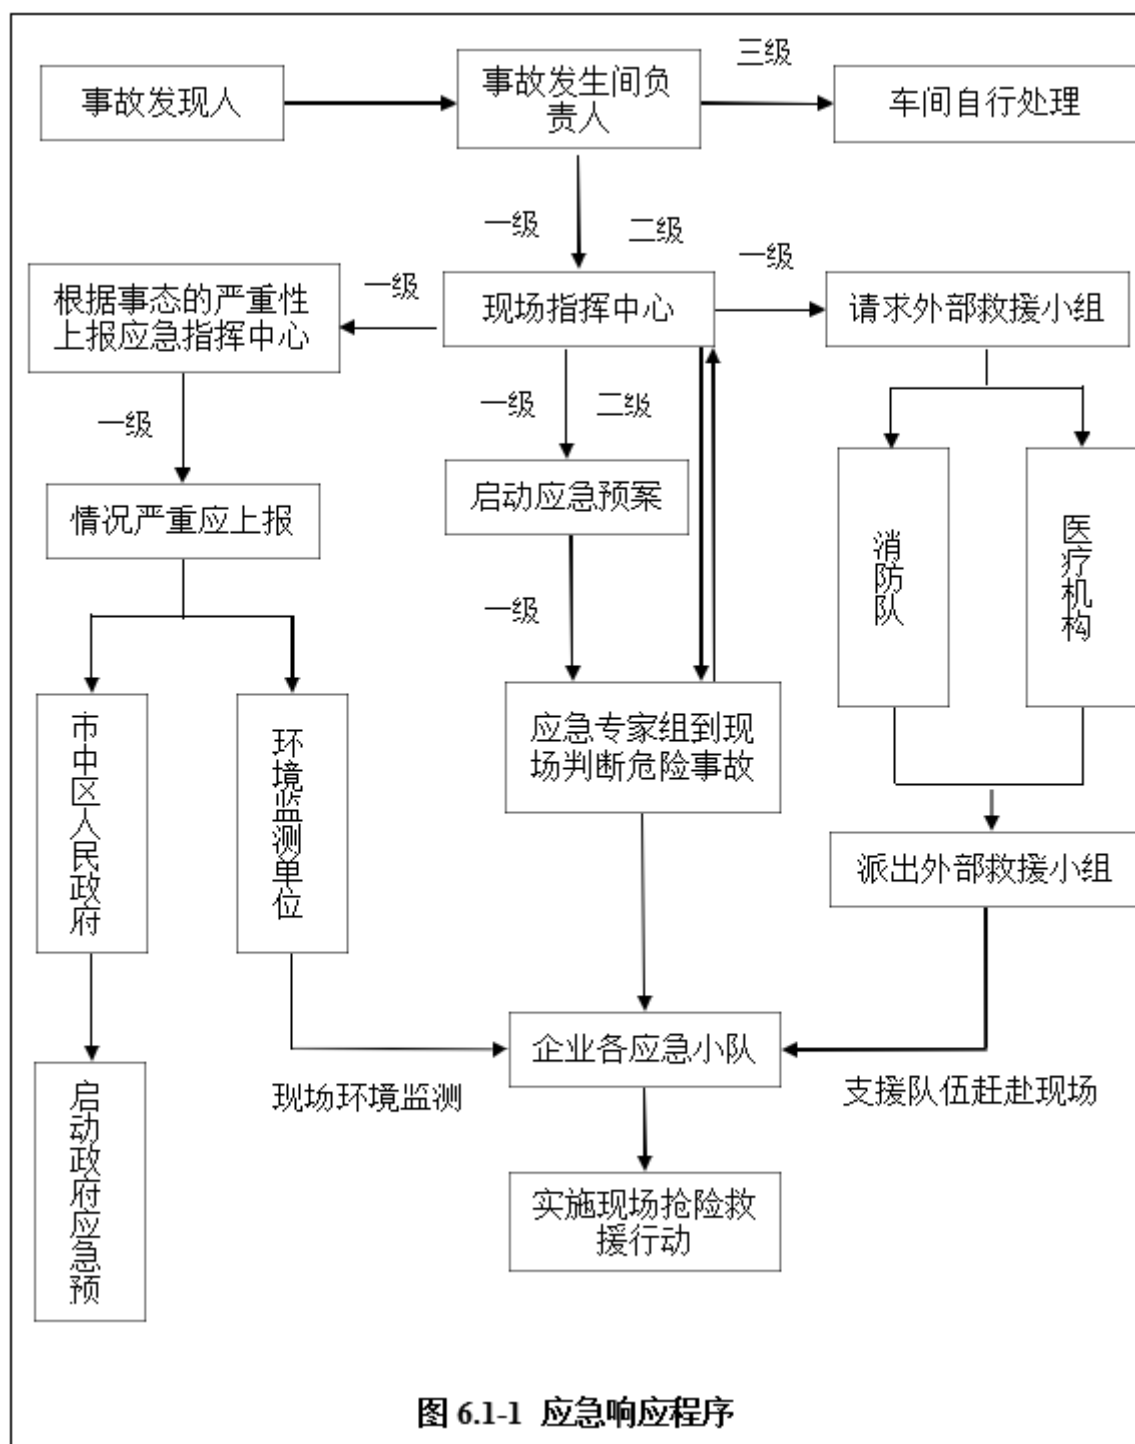 三级
事故发现人
事故发生间负
责人
车间自行处理
一级
二级
一级
一级
根据事态的严重性
上报应急指挥中心
现场指挥中心
请求外部救援小组
一级
一级
二级
情况严重应上报
启动应急预案
消防队
医疗机构
一级
市中区人民政府
环境监测单位
应急专家组到现
场判断危险事故
派出外部救援小组
企业各应急小队
现场环境监测
支援队伍赶赴现场
启动政府应急预
实施现场抢险救
援行动
图 6.1-1 应急响应程序